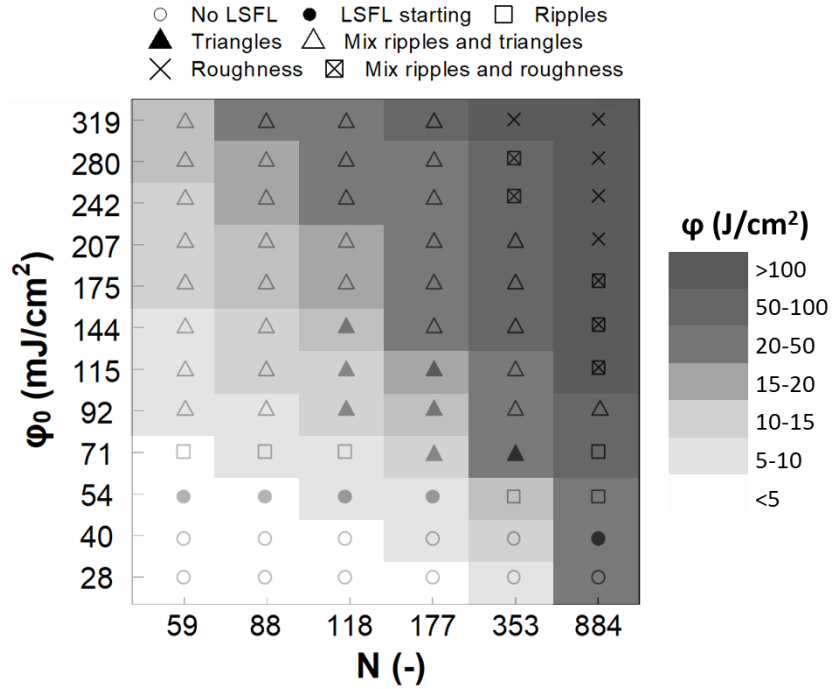 No LSFL LSFL starting Ripples
Triangles Mix ripples and triangles
Roughness Mix ripples and roughness
319
280
242
207
175
144
115
92
71
54
40
28
φ₀ (mJ/cm²)
59 88 118 177 353 884
N (-)
φ (J/cm²)
>100
50-100
20-50
15-20
10-15
5-10
<5